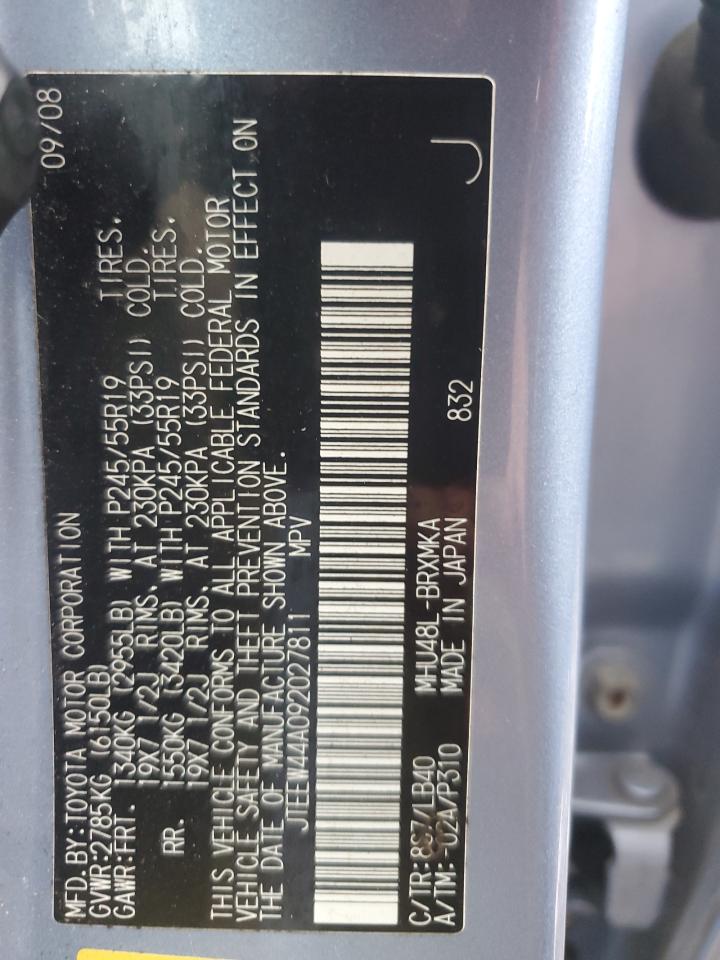 MFD. BY: TOYOTA MOTOR CORPORATION 09/08
GVWR: 2785KG (6150LB)
GAWR: FRT. 1340KG (2955LB) WITH P245/55R19 TIRES.
19X7 1/2J RIMS. AT 230KPA (33PSI) COLD.
RR. 1550KG (3420LB) WITH P245/55R19 TIRES.
19X7 1/2J RIMS. AT 230KPA (33PSI) COLD.
THIS VEHICLE CONFORMS TO ALL APPLICABLE FEDERAL MOTOR
VEHICLE SAFETY AND THEFT PREVENTION STANDARDS IN EFFECT ON
THE DATE OF MANUFACTURE SHOWN ABOVE.
JTEEW44A092027811 MPV
C/TR: 8S7/LB40 MHU48L-BRXMKA
A/TM: -02A/P310 MADE IN JAPAN 832 J